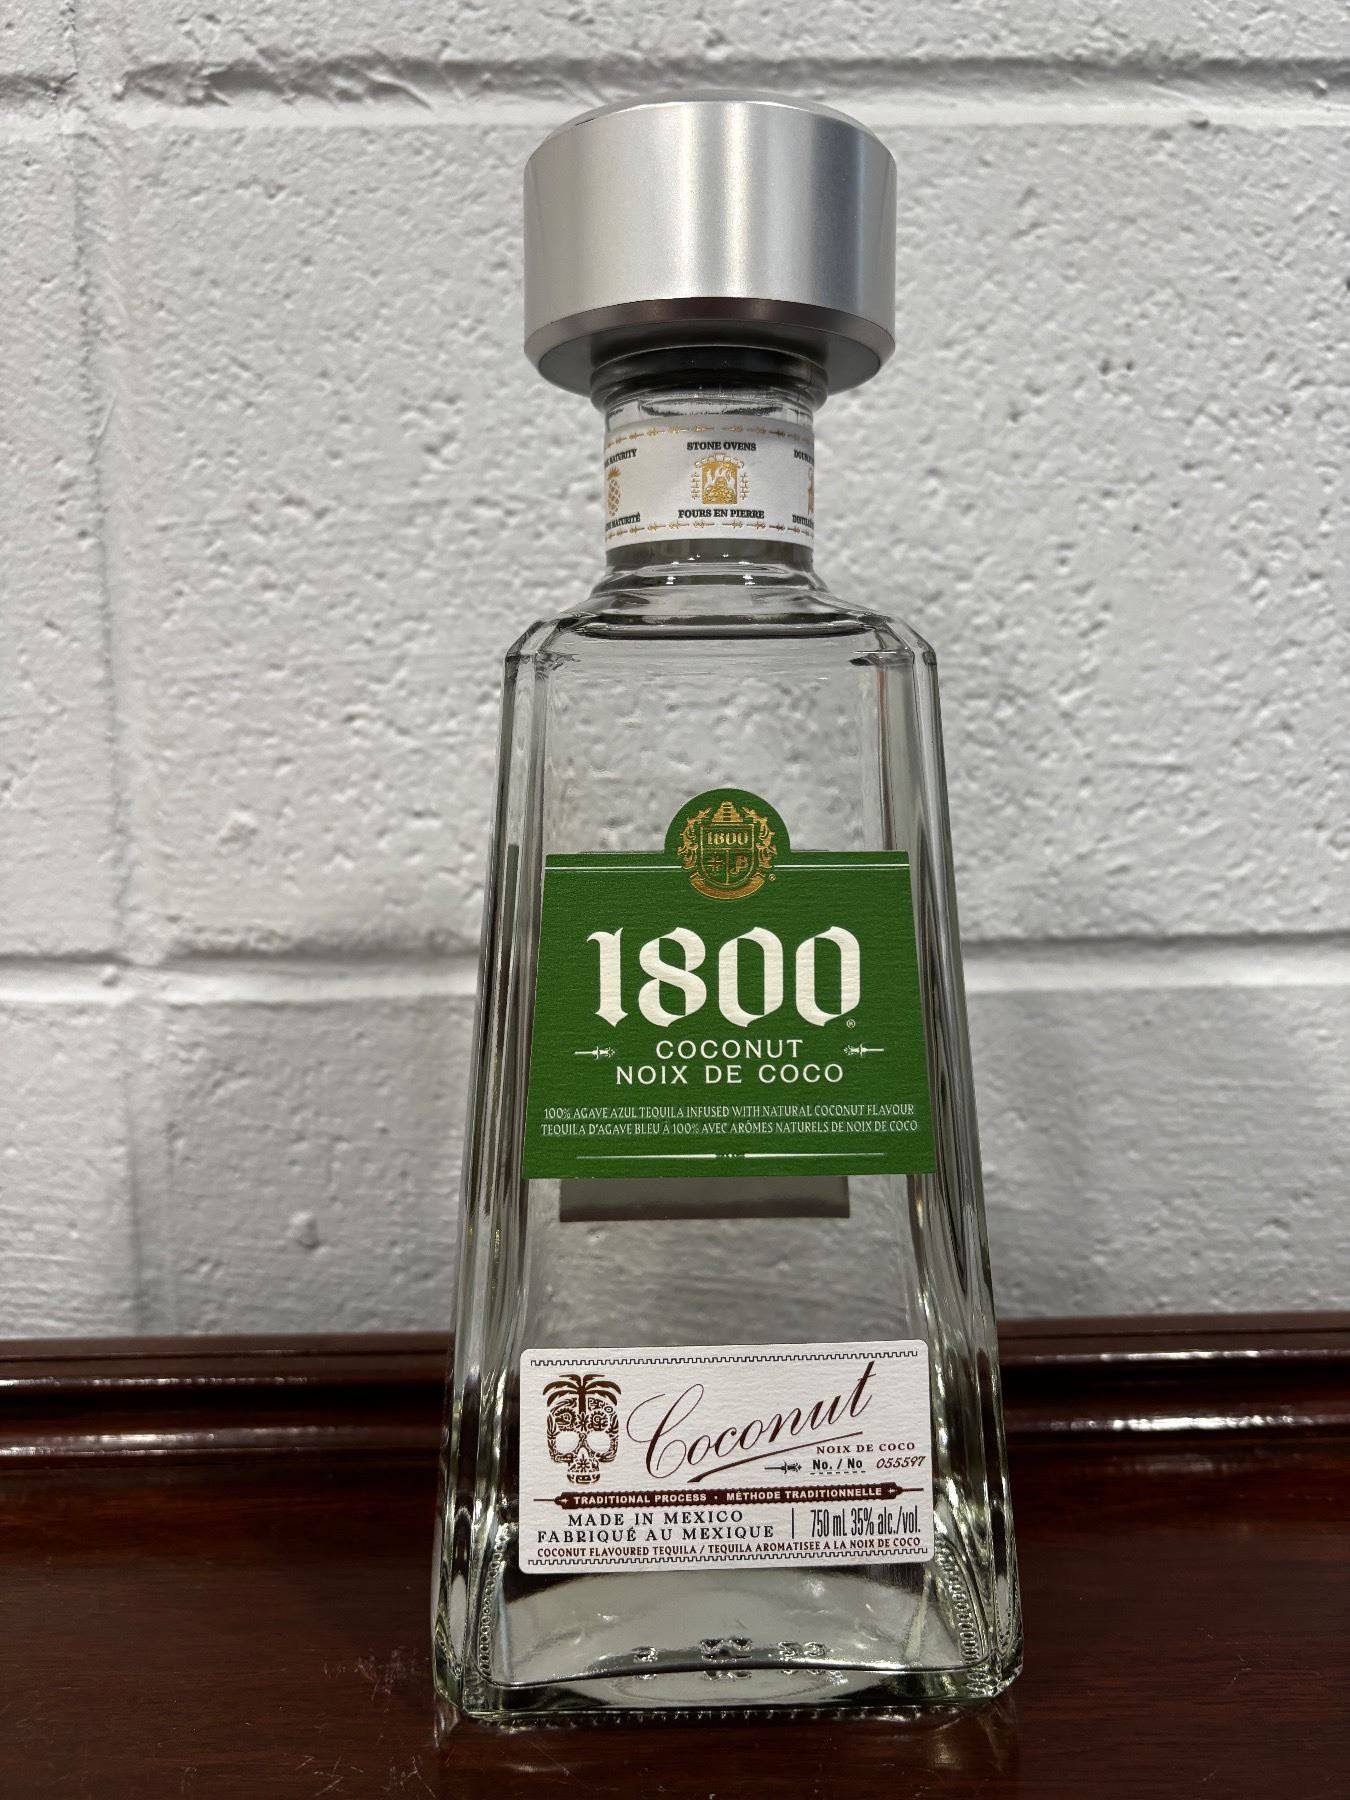 STONE OVENS
MATURITY
FOURS EN PIERRE
MATURITÉ
1800
1800®
COCONUT
NOIX DE COCO
100% AGAVE AZUL TEQUILA INFUSED WITH NATURAL COCONUT FLAVOUR
TEQUILA D'AGAVE BLEU À 100% AVEC ARÔMES NATURELS DE NOIX DE COCO
Coconut
NOIX DE COCO
No. / No 055597
TRADITIONAL PROCESS • MÉTHODE TRADITIONNELLE
MADE IN MEXICO
FABRIQUÉ AU MEXIQUE
750 ml 35% alc./vol.
COCONUT FLAVOURED TEQUILA / TEQUILA AROMATISEE A LA NOIX DE COCO